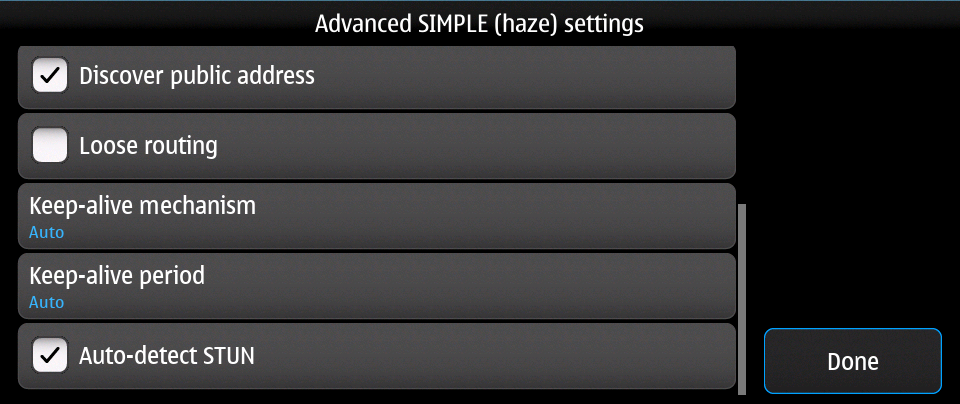 Advanced SIMPLE (haze) settings
Discover public address
Loose routing
Keep-alive mechanism
Auto
Keep-alive period
Auto
Auto-detect STUN
Done